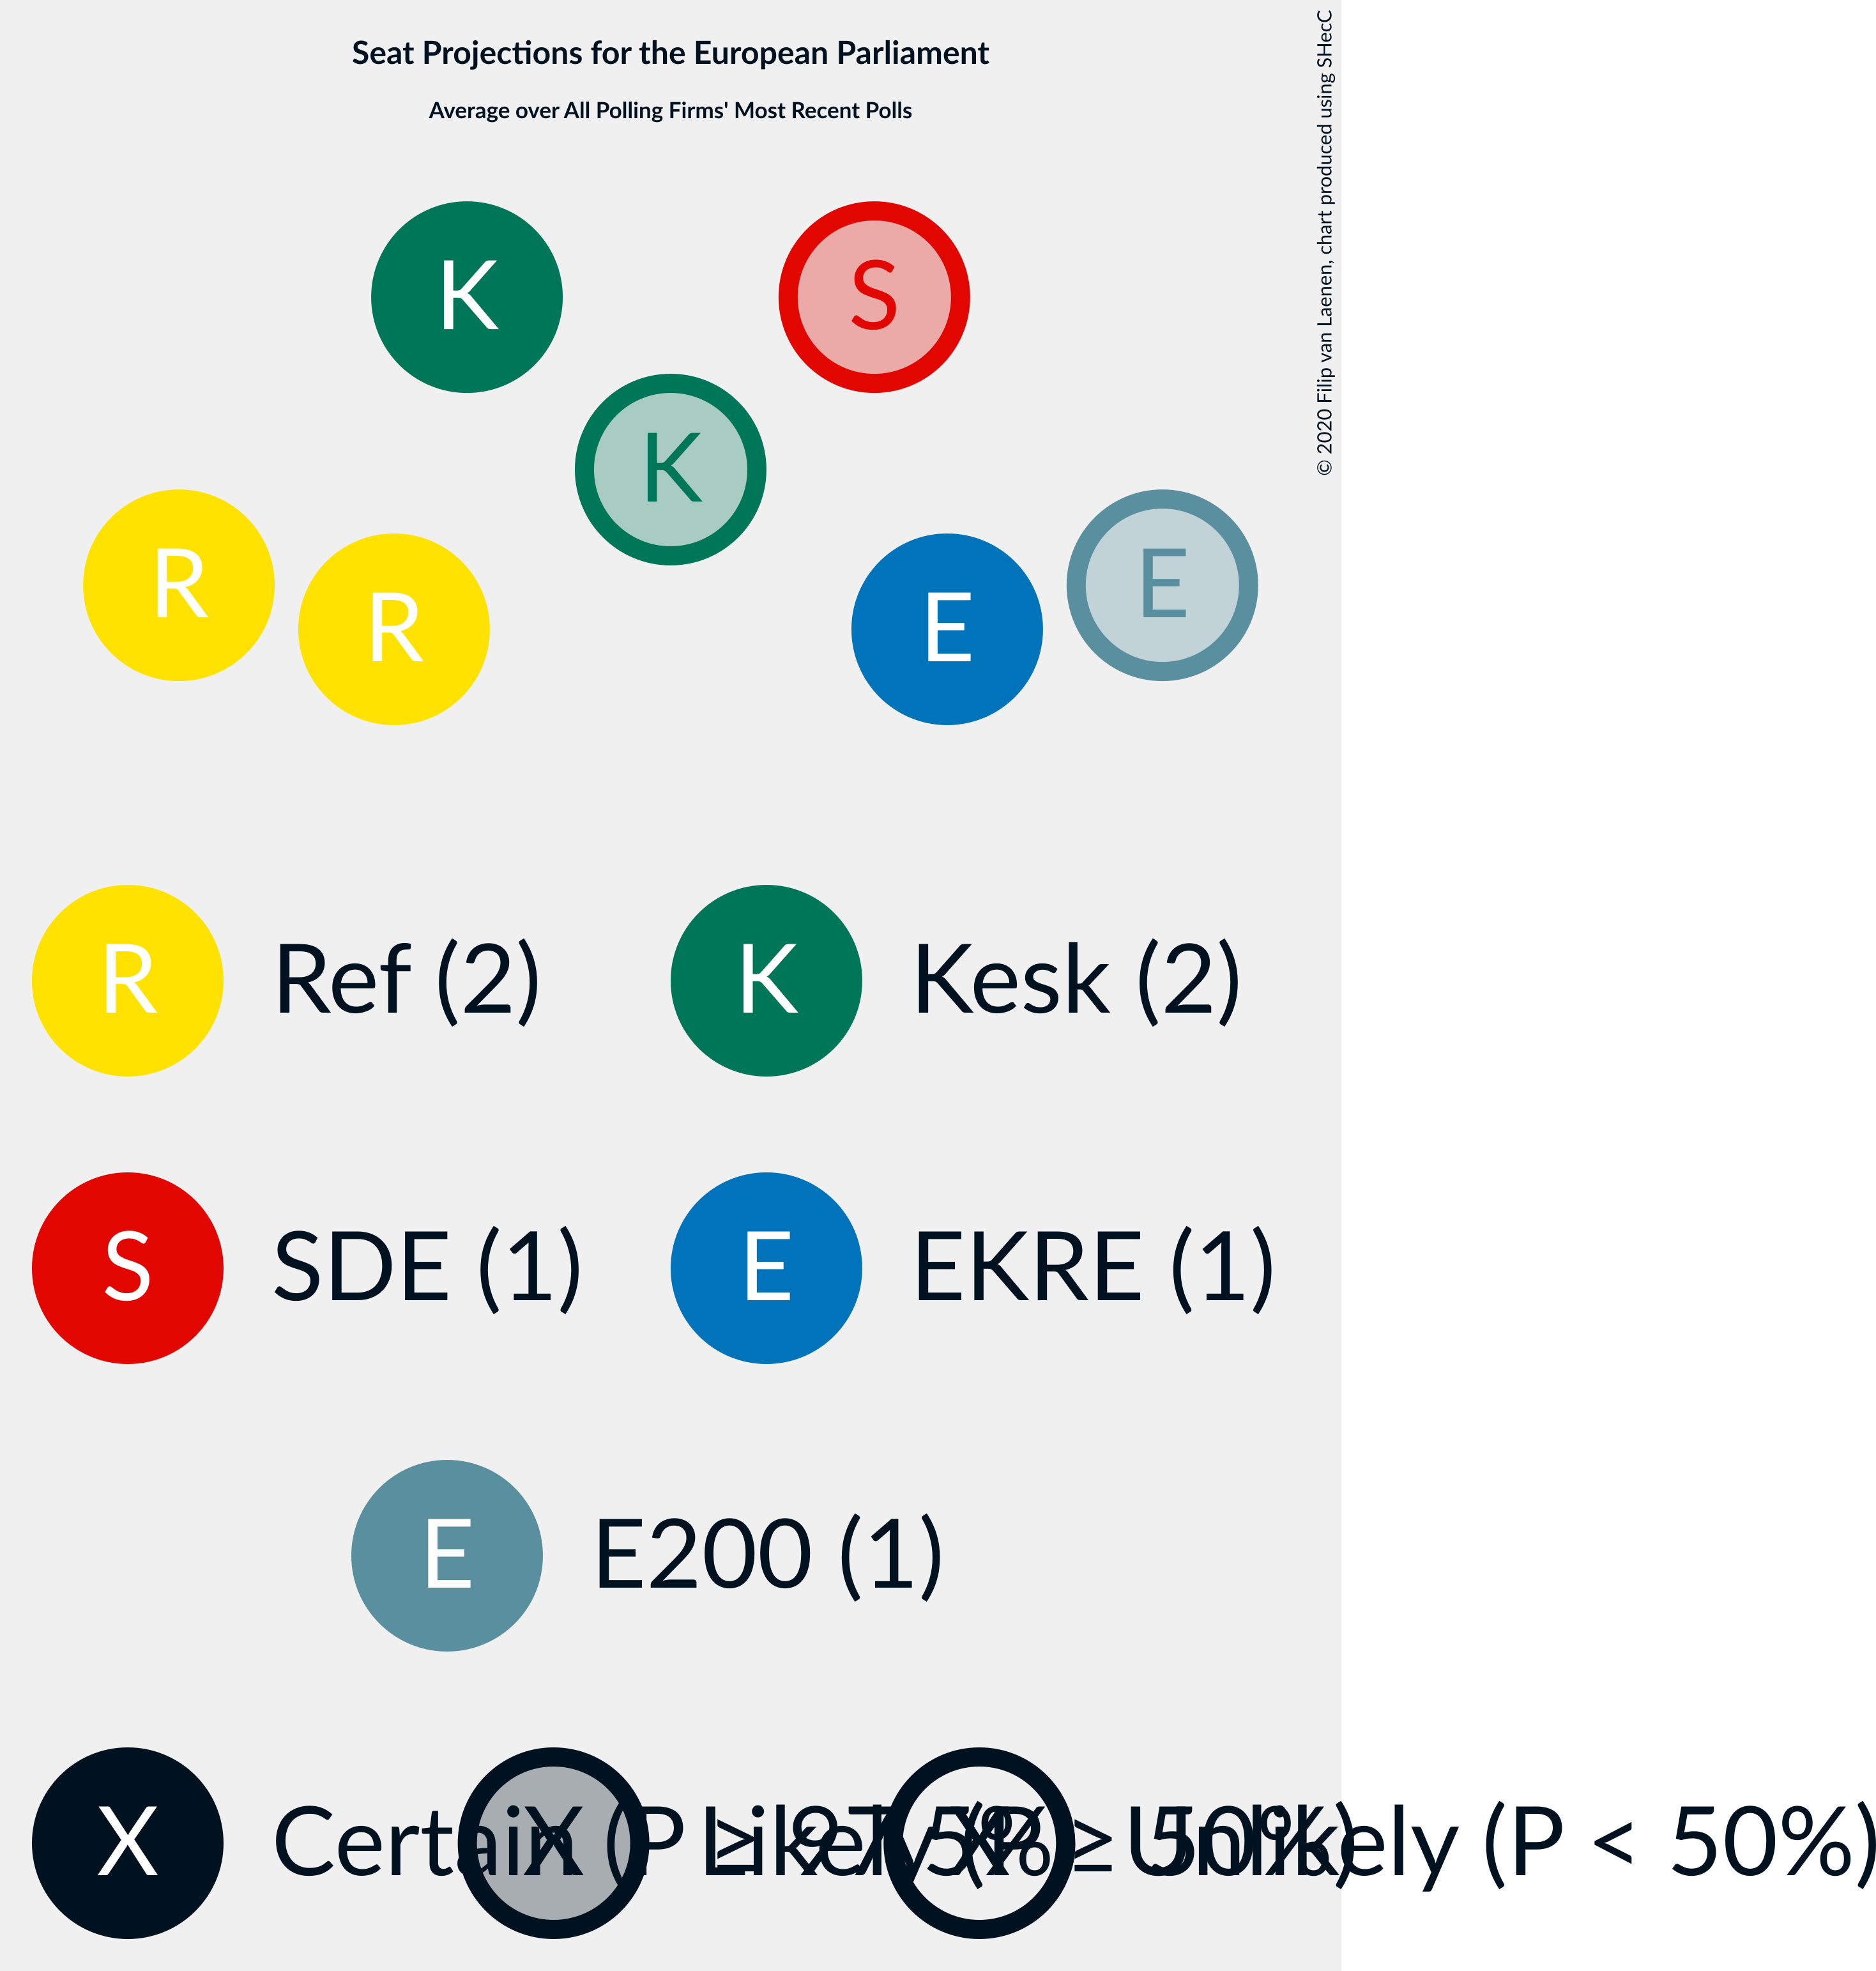 Seat Projections for the European Parliament
Average over All Polling Firms' Most Recent Polls
© 2020 Filip van Laenen, chart produced using SHecC
K
S
K
R
R
E
E
R Ref (2)
K Kesk (2)
S SDE (1)
E EKRE (1)
E E200 (1)
X Certain (P ≥ 97.5%)
X Likely (P ≥ 50%)
X Unlikely (P < 50%)